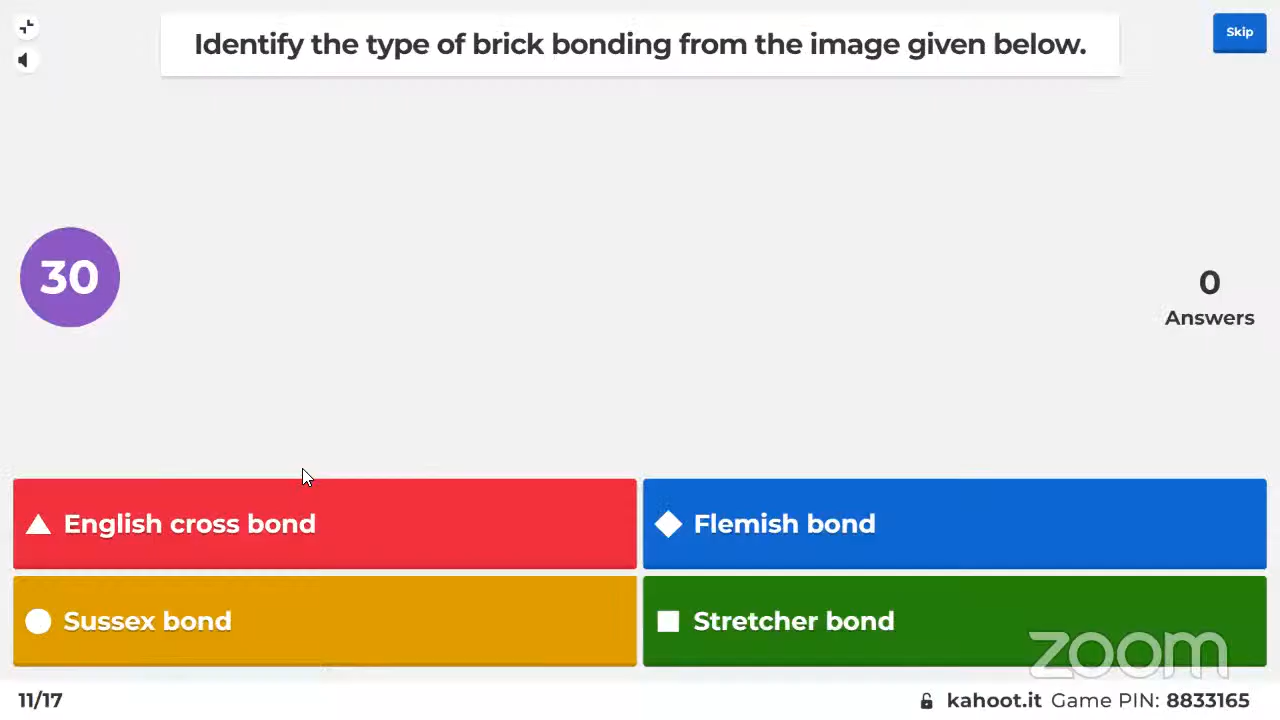 Identify the type of brick bonding from the image given below.
Skip
30
0
Answers
English cross bond
Flemish bond
Sussex bond
Stretcher bond
zoom
11/17
kahoot.it Game PIN: 8833165